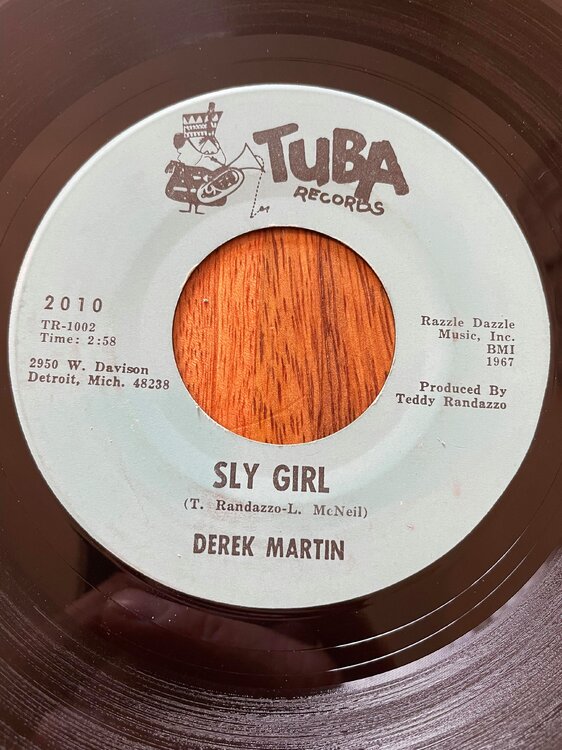 TUBA
RECORDS
2010
TR-1002
Time: 2:58
2950 W. Davison
Detroit, Mich. 48238
Razzle Dazzle
Music, Inc.
BMI
1967
Produced By
Teddy Randazzo
SLY GIRL
(T. Randazzo-L. McNeil)
DEREK MARTIN